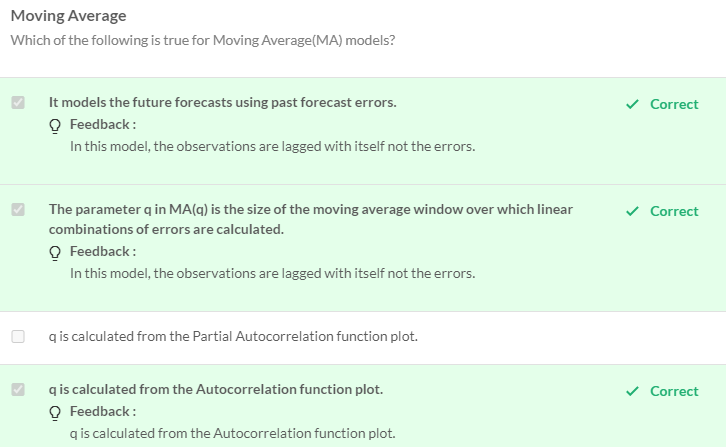 Moving Average
Which of the following is true for Moving Average(MA) models?
It models the future forecasts using past forecast errors.
Correct
Feedback :
In this model, the observations are lagged with itself not the errors.
The parameter q in MA(q) is the size of the moving average window over which linear
combinations of errors are calculated.
Correct
Feedback :
In this model, the observations are lagged with itself not the errors.
q is calculated from the Partial Autocorrelation function plot.
q is calculated from the Autocorrelation function plot.
Correct
Feedback :
q is calculated from the Autocorrelation function plot.